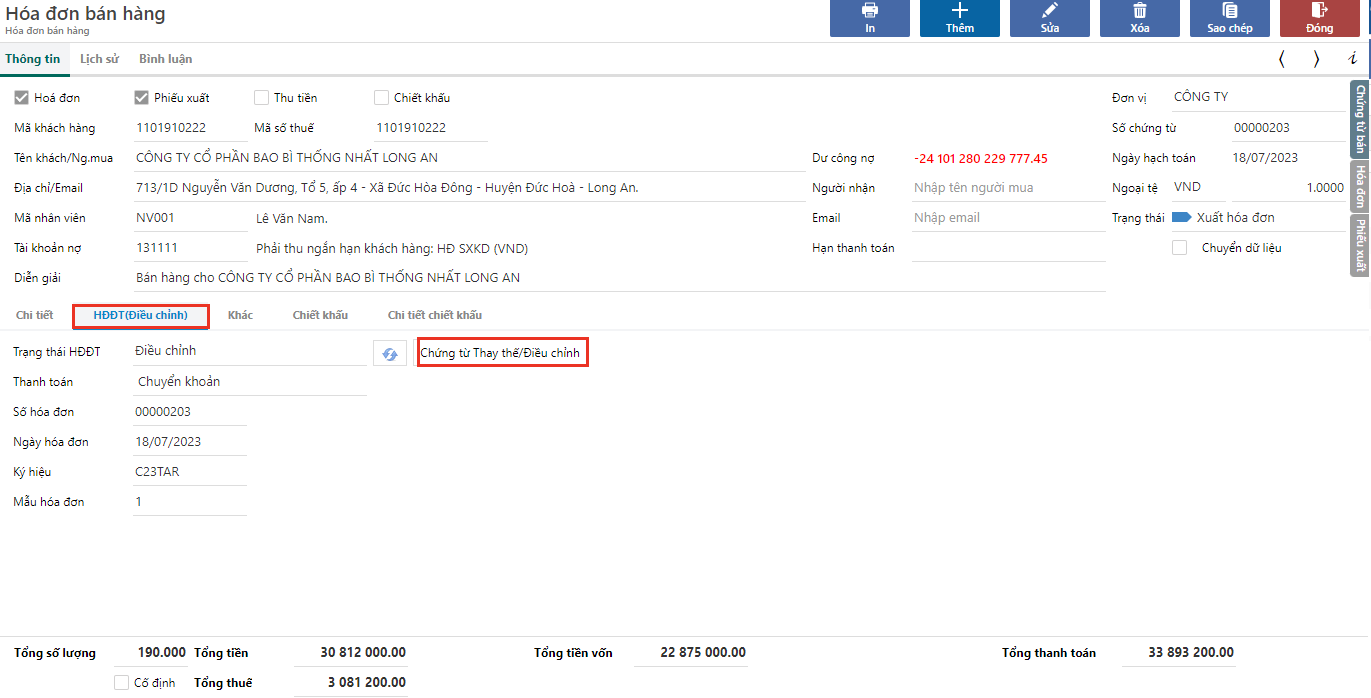 Hóa đơn bán hàng
Hóa đơn bán hàng
In Thêm Sửa Xóa Sao chép Đóng
Thông tin Lịch sử Bình luận
Hoá đơn Phiếu xuất Thu tiền Chiết khấu Đơn vị CÔNG TY
Mã khách hàng 1101910222 Mã số thuế 1101910222 Số chứng từ 00000203
Tên khách/Ng.mua CÔNG TY CỔ PHẦN BAO BÌ THỐNG NHẤT LONG AN Dư công nợ -24 101 280 229 777.45 Ngày hạch toán 18/07/2023
Địa chỉ/Email 713/1D Nguyễn Văn Dương, Tổ 5, ấp 4 - Xã Đức Hòa Đông - Huyện Đức Hoà - Long An. Người nhận Nhập tên người mua Ngoại tệ VND 1.0000
Mã nhân viên NV001 Lê Văn Nam. Email Nhập email Trạng thái Xuất hóa đơn
Tài khoản nợ 131111 Phải thu ngắn hạn khách hàng: HĐ SXKD (VND) Hạn thanh toán Chuyển dữ liệu
Diễn giải Bán hàng cho CÔNG TY CỔ PHẦN BAO BÌ THỐNG NHẤT LONG AN
Chứng từ bán
Hóa đơn
Phiếu xuất
Chi tiết HĐĐT(Điều chỉnh) Khác Chiết khấu Chi tiết chiết khấu
Trạng thái HĐĐT Điều chỉnh Chứng từ Thay thế/Điều chỉnh
Thanh toán Chuyển khoản
Số hóa đơn 00000203
Ngày hóa đơn 18/07/2023
Ký hiệu C23TAR
Mẫu hóa đơn 1
Tổng số lượng 190.000 Tổng tiền 30 812 000.00 Tổng tiền vốn 22 875 000.00 Tổng thanh toán 33 893 200.00
Cố định Tổng thuế 3 081 200.00